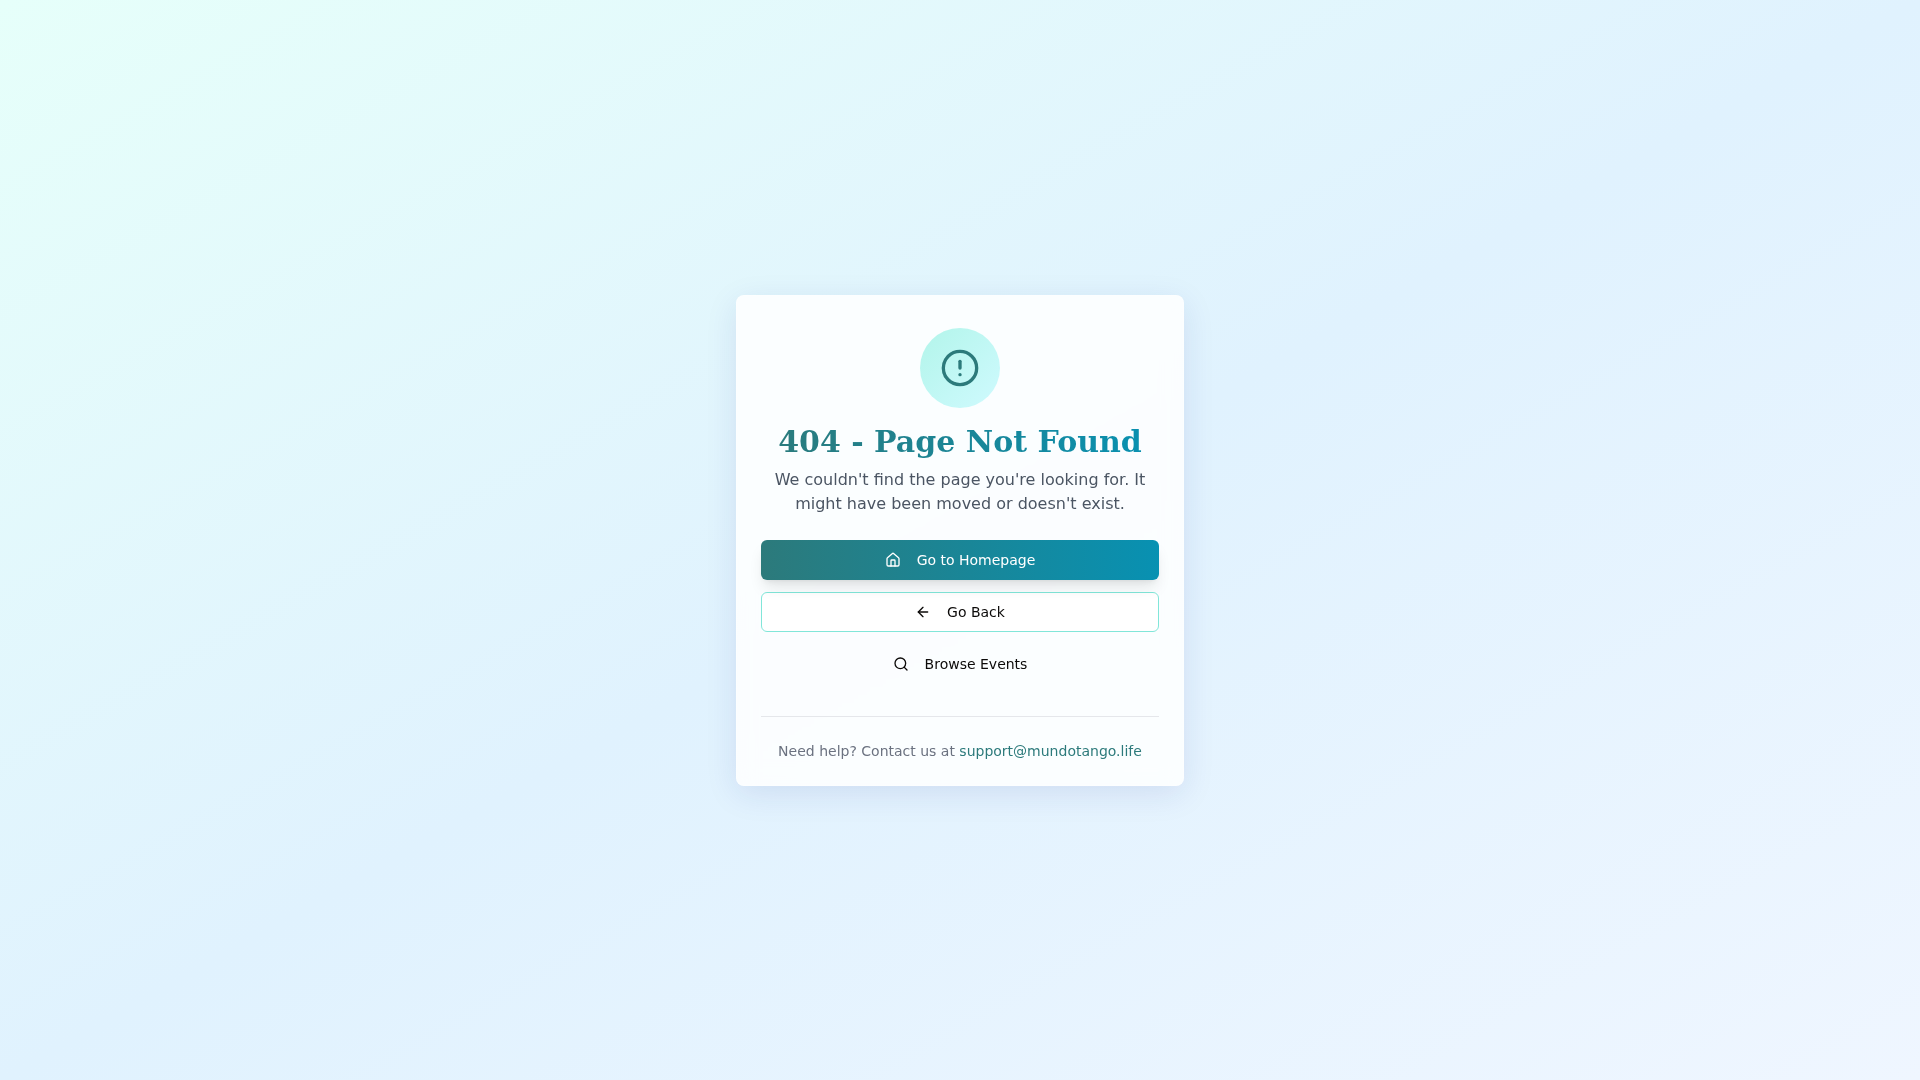 404 - Page Not Found
We couldn't find the page you're looking for. It
might have been moved or doesn't exist.
Go to Homepage
Go Back
Browse Events
Need help? Contact us at support@mundotango.life